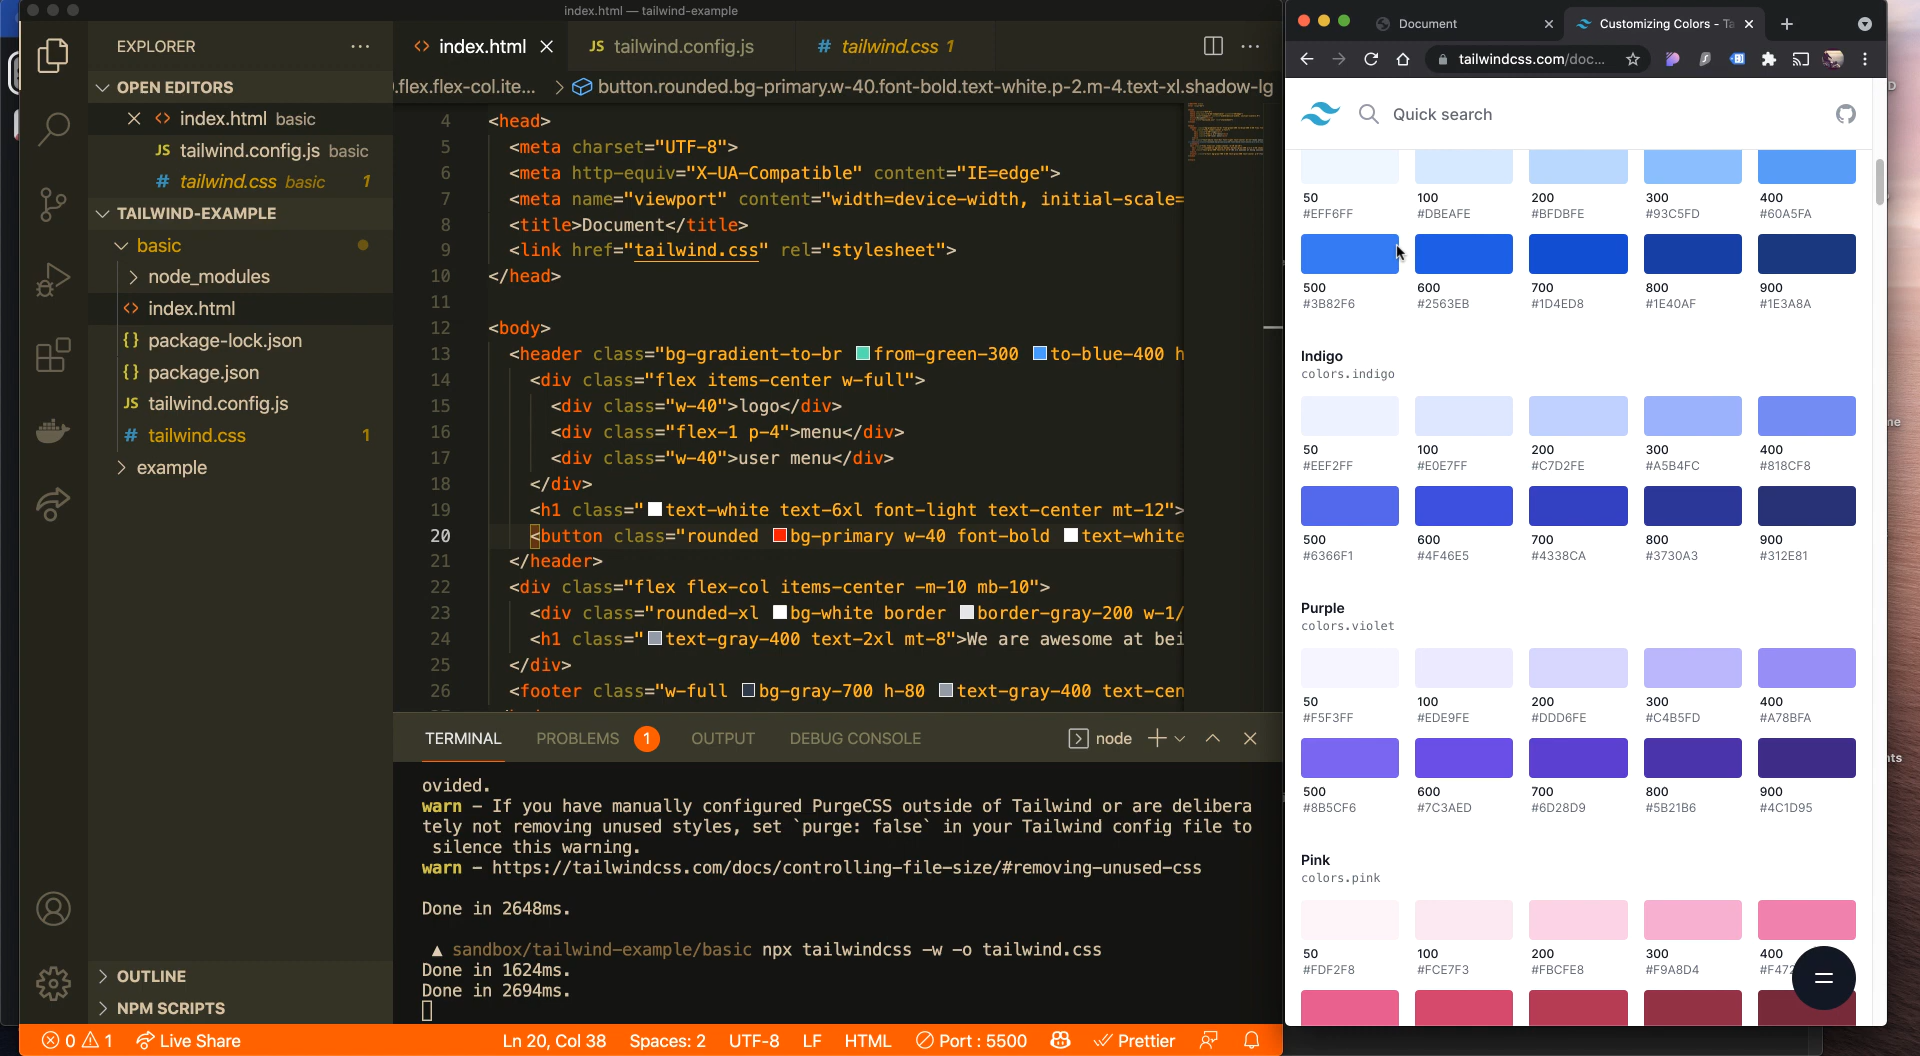 index.html — tailwind-example
EXPLORER
OPEN EDITORS
index.html basic
JS tailwind.config.js basic
# tailwind.css basic 1
TAILWIND-EXAMPLE
basic
node_modules
<> index.html
{} package-lock.json
{} package.json
JS tailwind.config.js
# tailwind.css 1
example
OUTLINE
NPM SCRIPTS
<> index.html
JS tailwind.config.js
# tailwind.css 1
.flex.flex-col.ite... > button.rounded.bg-primary.w-40.font-bold.text-white.p-2.m-4.text-xl.shadow-lg
4 <head>
5 <meta charset="UTF-8">
6 <meta http-equiv="X-UA-Compatible" content="IE=edge">
7 <meta name="viewport" content="width=device-width, initial-scale=
8 <title>Document</title>
9 <link href="tailwind.css" rel="stylesheet">
10 </head>
11
12 <body>
13 <header class="bg-gradient-to-br from-green-300 to-blue-400 h
14 <div class="flex items-center w-full">
15 <div class="w-40">logo</div>
16 <div class="flex-1 p-4">menu</div>
17 <div class="w-40">user menu</div>
18 </div>
19 <h1 class="text-white text-6xl font-light text-center mt-12">
20 <button class="rounded bg-primary w-40 font-bold text-white
21 </header>
22 <div class="flex flex-col items-center -m-10 mb-10">
23 <div class="rounded-xl bg-white border border-gray-200 w-1/
24 <h1 class="text-gray-400 text-2xl mt-8">We are awesome at bei
25 </div>
26 <footer class="w-full bg-gray-700 h-80 text-gray-400 text-cen
TERMINAL PROBLEMS 1 OUTPUT DEBUG CONSOLE node
ovided.
warn - If you have manually configured PurgeCSS outside of Tailwind or are delibera
tely not removing unused styles, set `purge: false` in your Tailwind config file to
silence this warning.
warn - https://tailwindcss.com/docs/controlling-file-size/#removing-unused-css
Done in 2648ms.
▲ sandbox/tailwind-example/basic npx tailwindcss -w -o tailwind.css
Done in 1624ms.
Done in 2694ms.
0 1 Live Share Ln 20, Col 38 Spaces: 2 UTF-8 LF HTML Port : 5500 Prettier
Document
Customizing Colors - Ta
tailwindcss.com/doc...
Quick search
50 100 200 300 400
#EFF6FF #DBEAFE #BFDBFE #93C5FD #60A5FA
500 600 700 800 900
#3B82F6 #2563EB #1D4ED8 #1E40AF #1E3A8A
Indigo
colors.indigo
50 100 200 300 400
#EEF2FF #E0E7FF #C7D2FE #A5B4FC #818CF8
500 600 700 800 900
#6366F1 #4F46E5 #4338CA #3730A3 #312E81
Purple
colors.violet
50 100 200 300 400
#F5F3FF #EDE9FE #DDD6FE #C4B5FD #A78BFA
500 600 700 800 900
#8B5CF6 #7C3AED #6D28D9 #5B21B6 #4C1D95
Pink
colors.pink
50 100 200 300 400
#FDF2F8 #FCE7F3 #FBCFE8 #F9A8D4 #F472